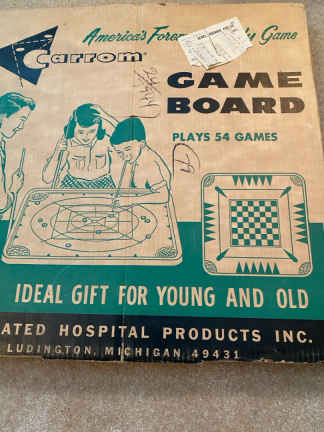 America's Fore y Game
Carrom
GAME
BOARD
PLAYS 54 GAMES
IDEAL GIFT FOR YOUNG AND OLD
ATED HOSPITAL PRODUCTS INC.
LUDINGTON, MICHIGAN 49431